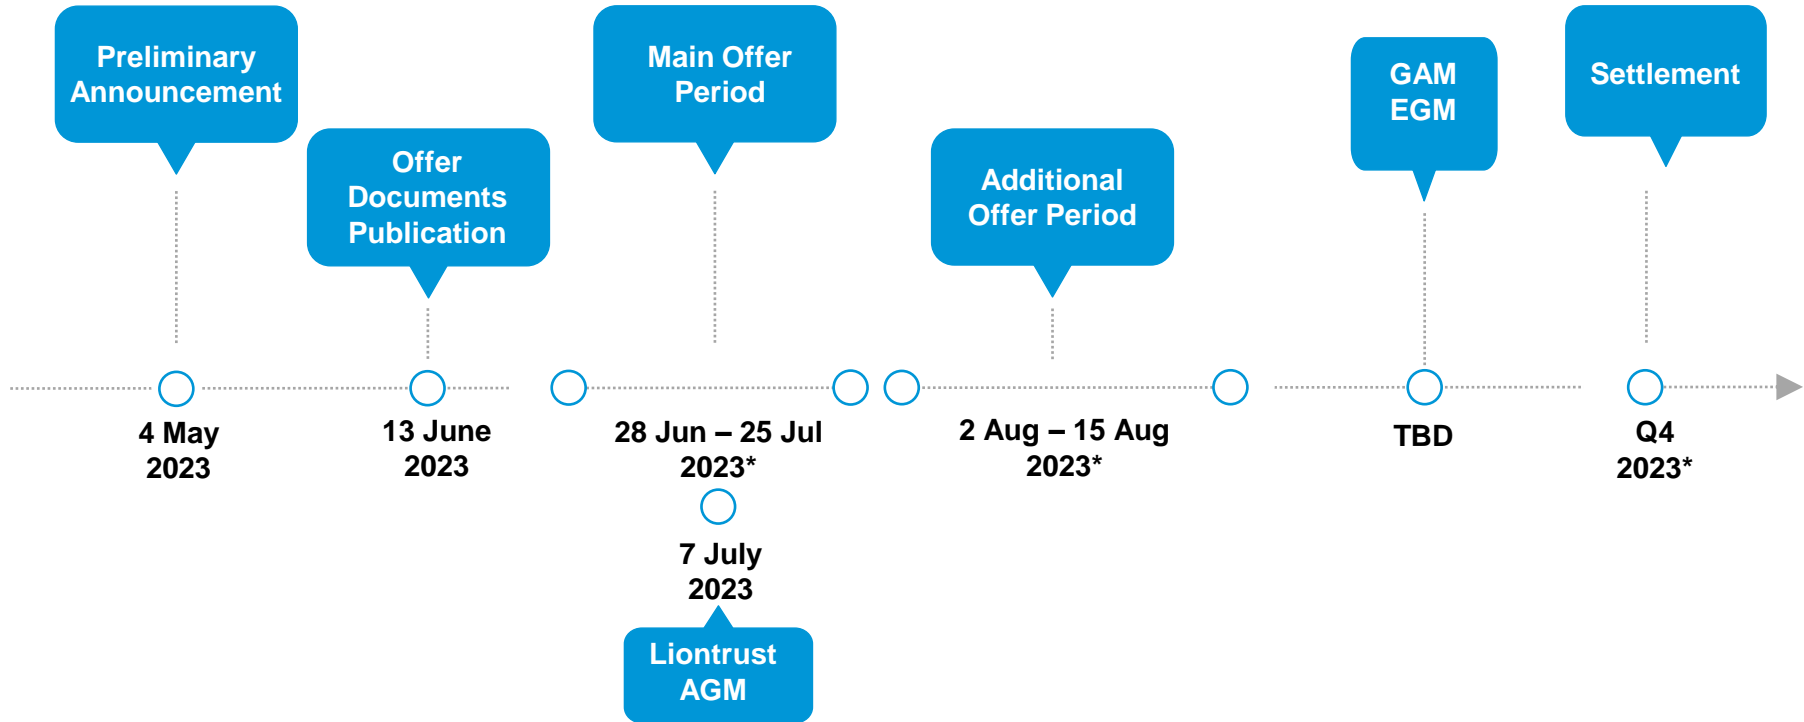 Preliminary
Announcement
Offer
Documents
Publication
Main Offer
Period
Additional
Offer Period
GAM
EGM
Settlement
4 May
2023
13 June
2023
28 Jun – 25 Jul
2023*
2 Aug – 15 Aug
2023*
TBD
Q4
2023*
7 July
2023
Liontrust
AGM